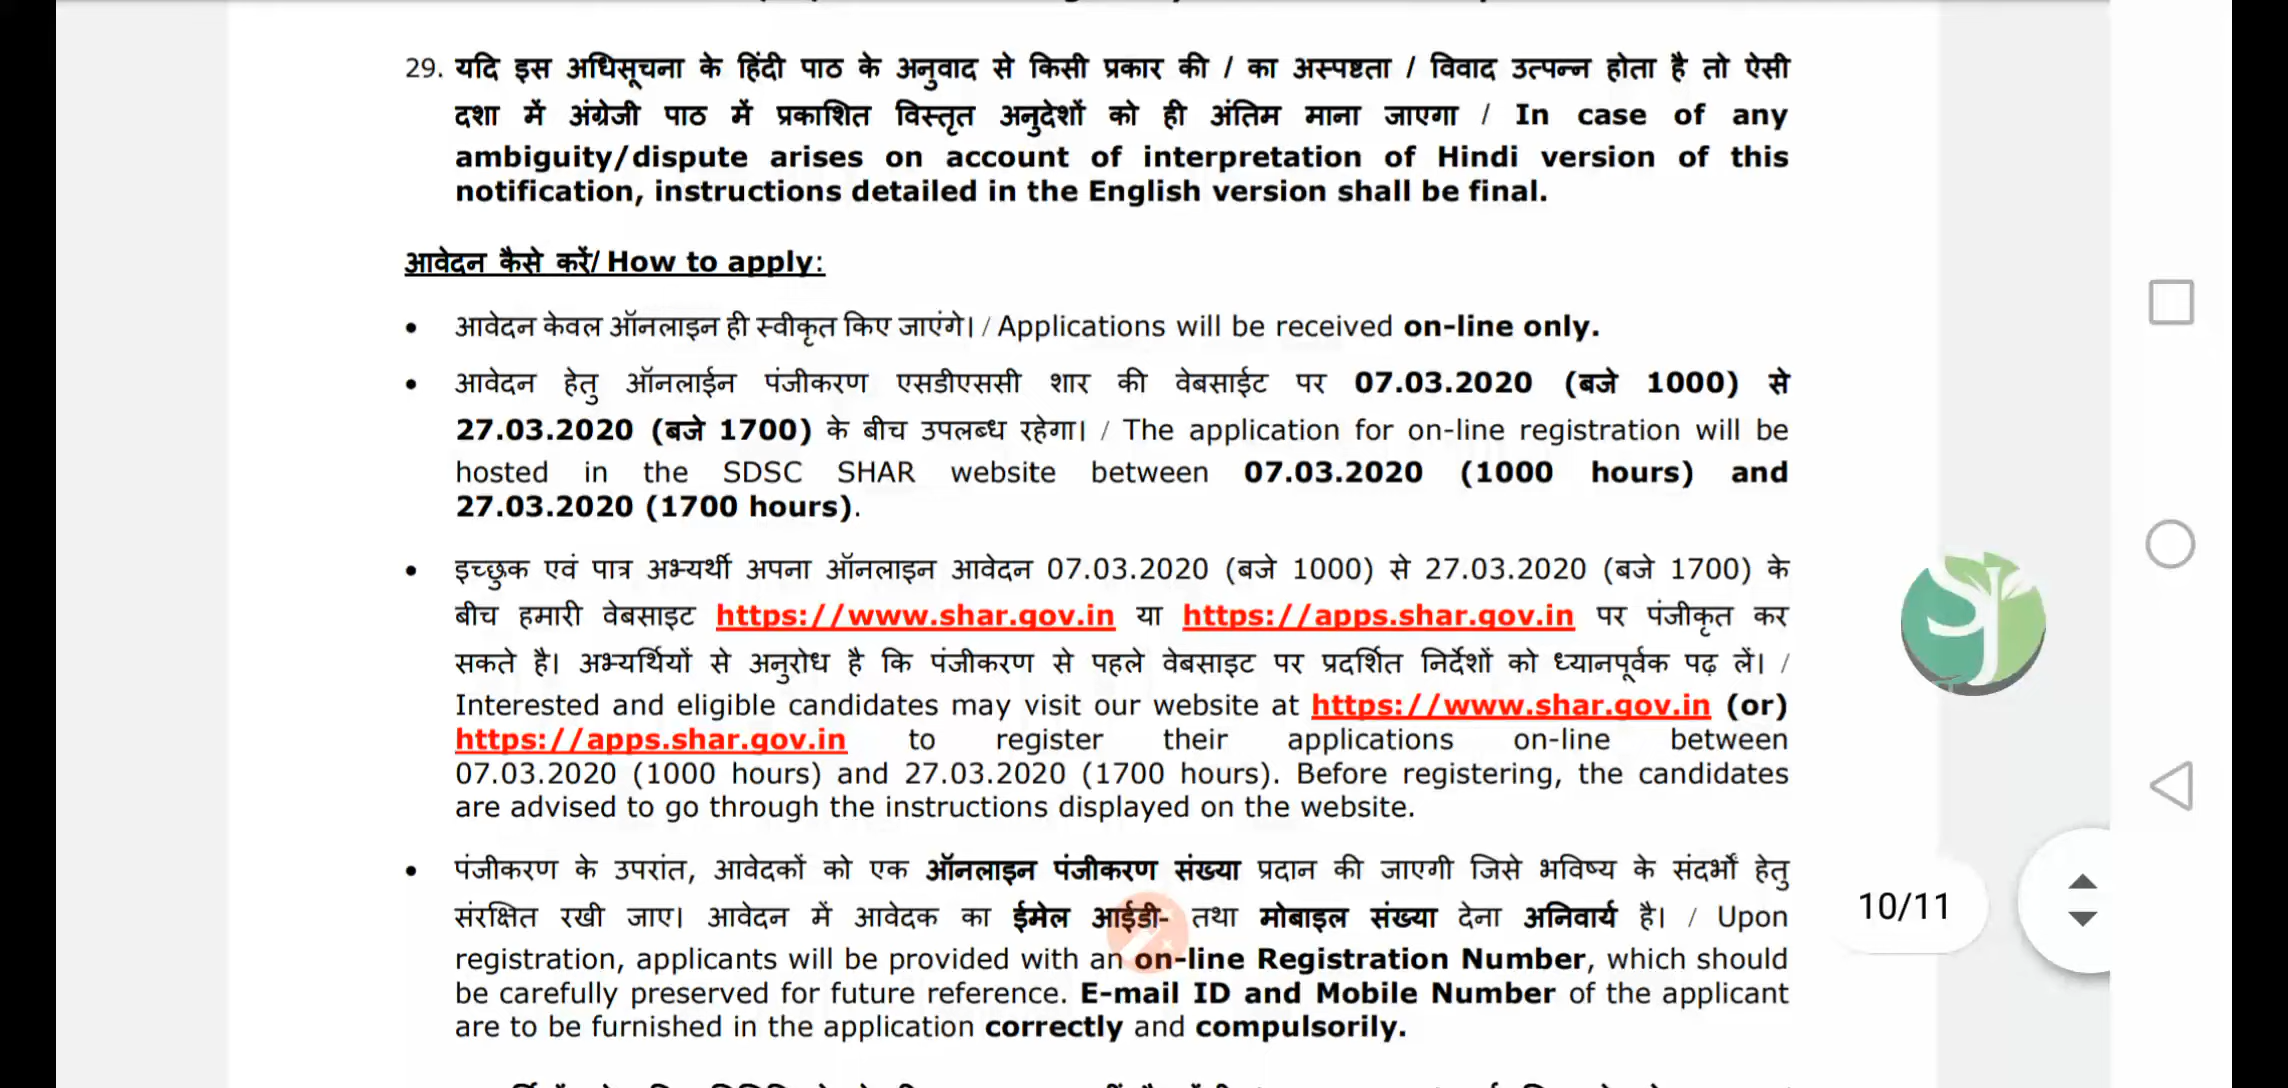 29. यदि इस अधिसूचना के हिंदी पाठ के अनुवाद से किसी प्रकार की / का अस्पष्टता / विवाद उत्पन्न होता है तो ऐसी
दशा में अंग्रेजी पाठ में प्रकाशित विस्तृत अनुदेशों को ही अंतिम माना जाएगा / In case of any
ambiguity/dispute arises on account of interpretation of Hindi version of this
notification, instructions detailed in the English version shall be final.
आवेदन कैसे करें/ How to apply:
• आवेदन केवल ऑनलाइन ही स्वीकृत किए जाएंगे। / Applications will be received on-line only.
• आवेदन हेतु ऑनलाईन पंजीकरण एसडीएससी शार की वेबसाईट पर 07.03.2020 (बजे 1000) से
27.03.2020 (बजे 1700) के बीच उपलब्ध रहेगा। / The application for on-line registration will be
hosted in the SDSC SHAR website between 07.03.2020 (1000 hours) and
27.03.2020 (1700 hours).
• इच्छुक एवं पात्र अभ्यर्थी अपना ऑनलाइन आवेदन 07.03.2020 (बजे 1000) से 27.03.2020 (बजे 1700) के
बीच हमारी वेबसाइट https://www.shar.gov.in या https://apps.shar.gov.in पर पंजीकृत कर
सकते है। अभ्यर्थियों से अनुरोध है कि पंजीकरण से पहले वेबसाइट पर प्रदर्शित निर्देशों को ध्यानपूर्वक पढ़ लें। /
Interested and eligible candidates may visit our website at https://www.shar.gov.in (or)
https://apps.shar.gov.in to register their applications on-line between
07.03.2020 (1000 hours) and 27.03.2020 (1700 hours). Before registering, the candidates
are advised to go through the instructions displayed on the website.
• पंजीकरण के उपरांत, आवेदकों को एक ऑनलाइन पंजीकरण संख्या प्रदान की जाएगी जिसे भविष्य के संदर्भों हेतु
संरक्षित रखी जाए। आवेदन में आवेदक का ईमेल आईडी- तथा मोबाइल संख्या देना अनिवार्य है। / Upon
registration, applicants will be provided with an on-line Registration Number, which should
be carefully preserved for future reference. E-mail ID and Mobile Number of the applicant
are to be furnished in the application correctly and compulsorily.
10/11